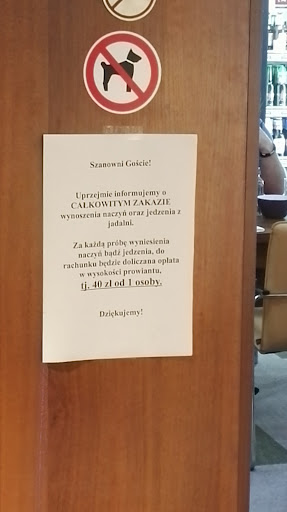 Szanowni Goście!
Uprzejmie informujemy o
CAŁKOWITYM ZAKAZIE
wynoszenia naczyń oraz jedzenia z
jadalni.
Za każdą próbę wyniesienia
naczyń bądź jedzenia, do
rachunku będzie doliczana opłata
w wysokości prowiantu,
tj. 40 zł od 1 osoby.
Dziękujemy!